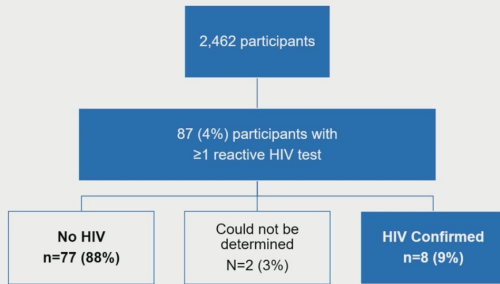 2,462 participants
87 (4%) participants with
≥1 reactive HIV test
No HIV
n=77 (88%)
Could not be
determined
N=2 (3%)
HIV Confirmed
n=8 (9%)